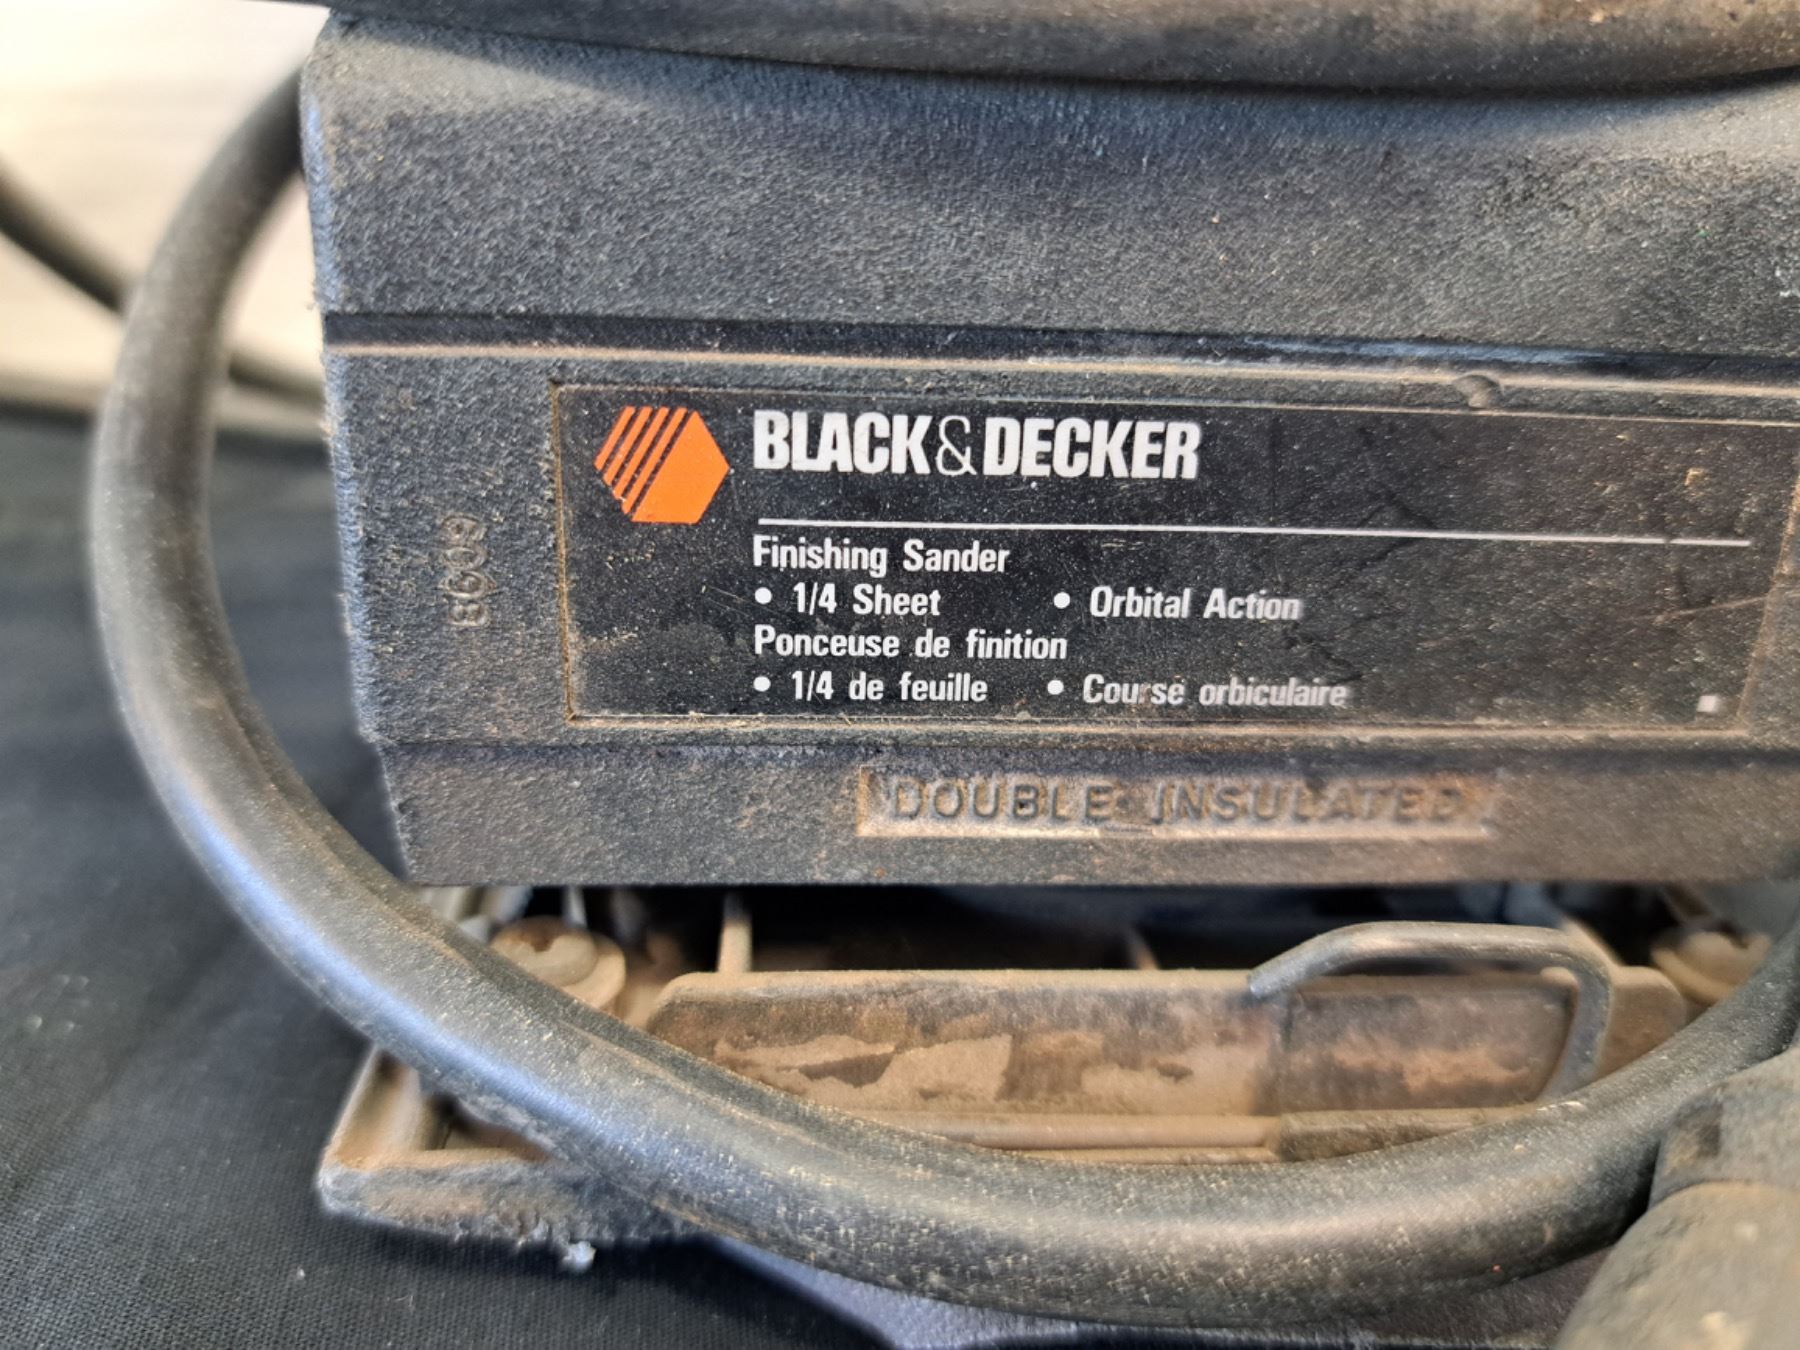 BLACK & DECKER
Finishing Sander
• 1/4 Sheet • Orbital Action
Ponceuse de finition
• 1/4 de feuille • Course orbiculaire
DOUBLE INSULATED